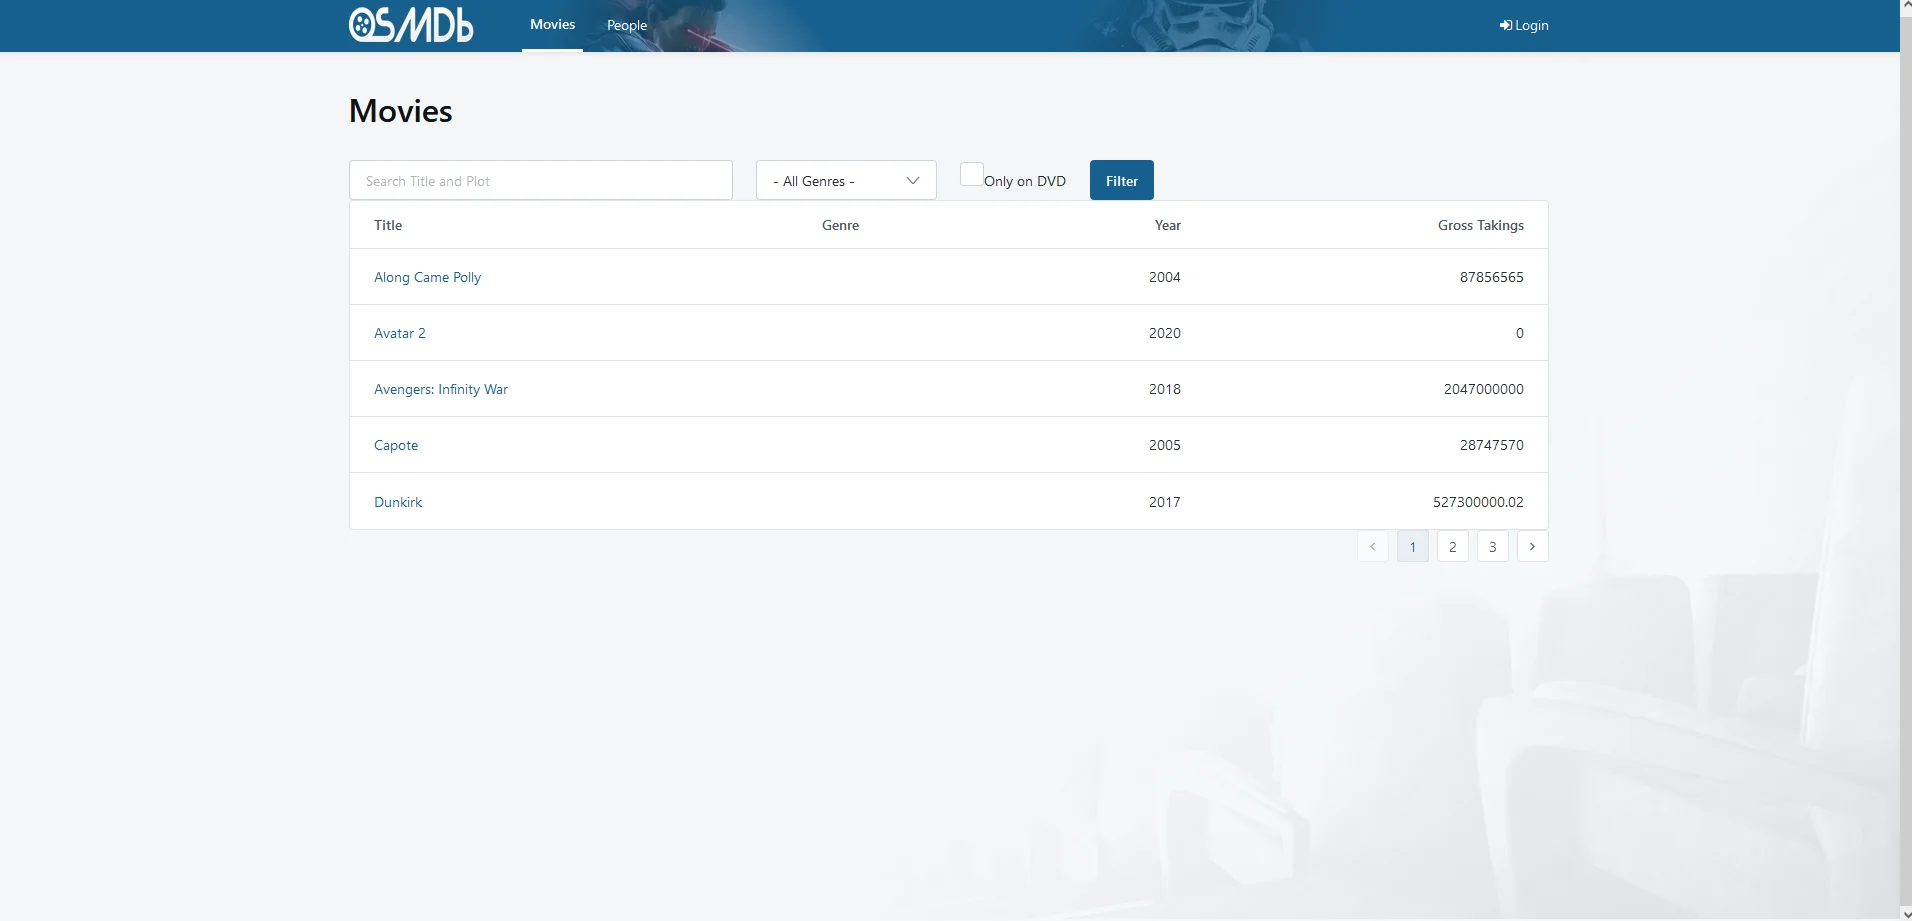 OSMDb Movies People Login
Movies
Search Title and Plot - All Genres - Only on DVD Filter
Title Genre Year Gross Takings
Along Came Polly 2004 87856565
Avatar 2 2020 0
Avengers: Infinity War 2018 2047000000
Capote 2005 28747570
Dunkirk 2017 527300000.02
< 1 2 3 >